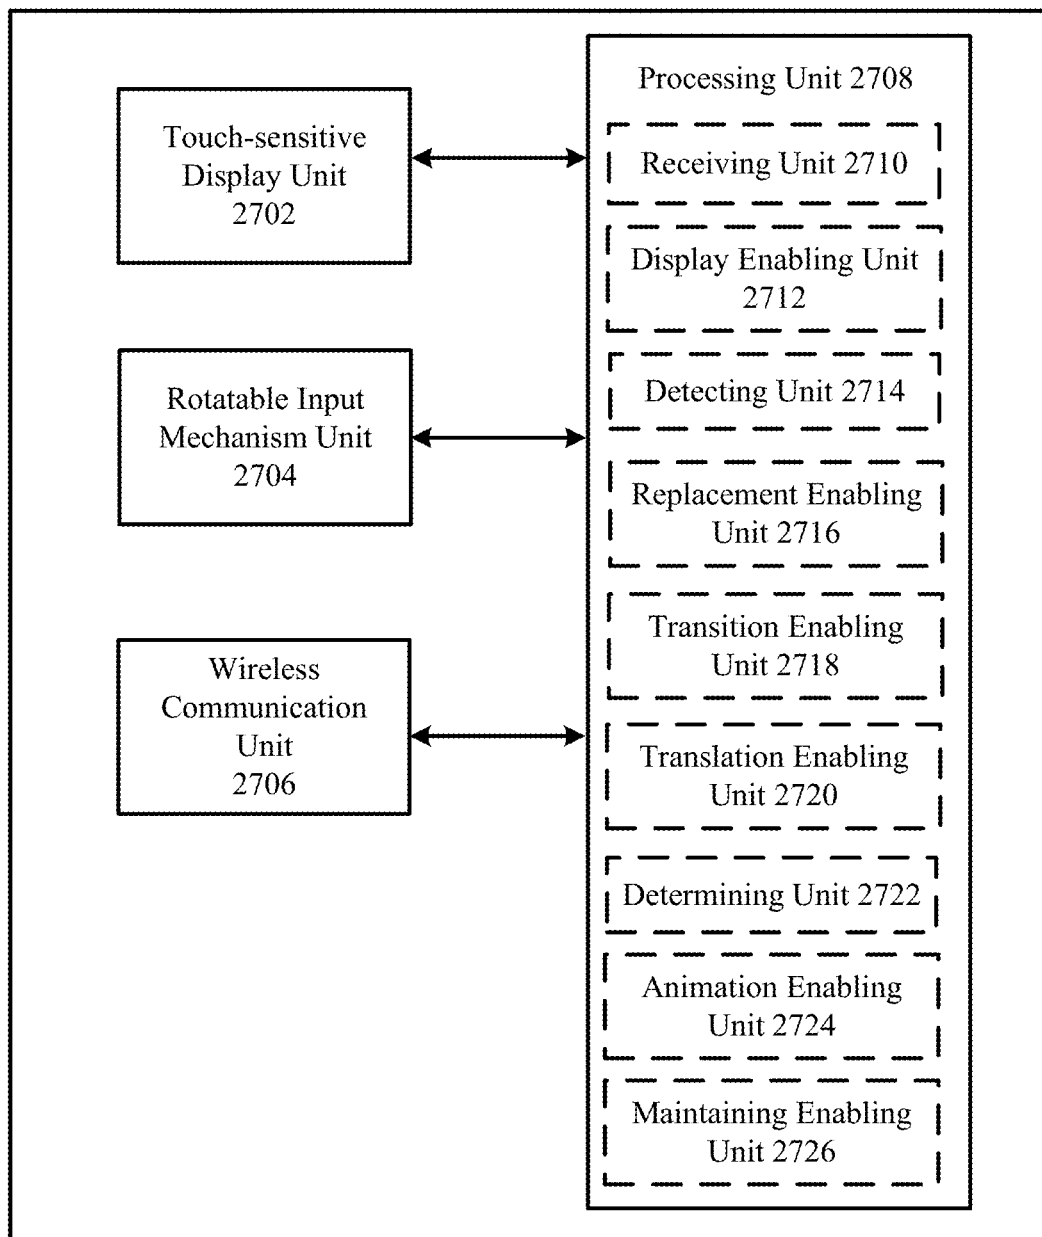 Touch-sensitive
Display Unit
2702
Rotatable Input
Mechanism Unit
2704
Wireless
Communication
Unit
2706
Processing Unit 2708
Receiving Unit 2710
Display Enabling Unit
2712
Detecting Unit 2714
Replacement Enabling
Unit 2716
Transition Enabling
Unit 2718
Translation Enabling
Unit 2720
Determining Unit 2722
Animation Enabling
Unit 2724
Maintaining Enabling
Unit 2726